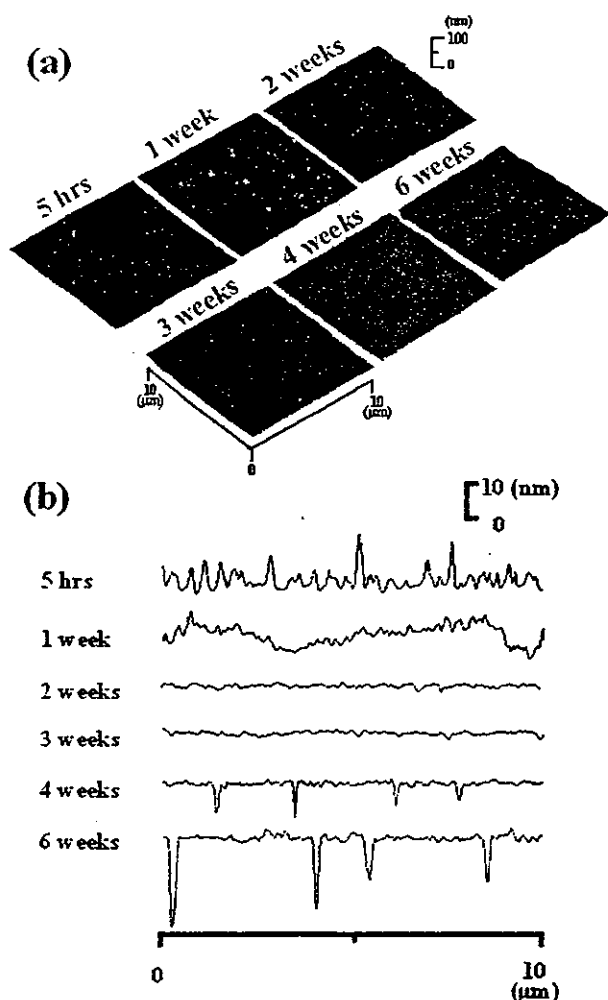 (a)
(nm)
100
0
2 weeks
1 week
5 hrs
6 weeks
4 weeks
3 weeks
10
(μm)
10
(μm)
0
(b)
10 (nm)
0
5 hrs
1 week
2 weeks
3 weeks
4 weeks
6 weeks
0
10
(μm)